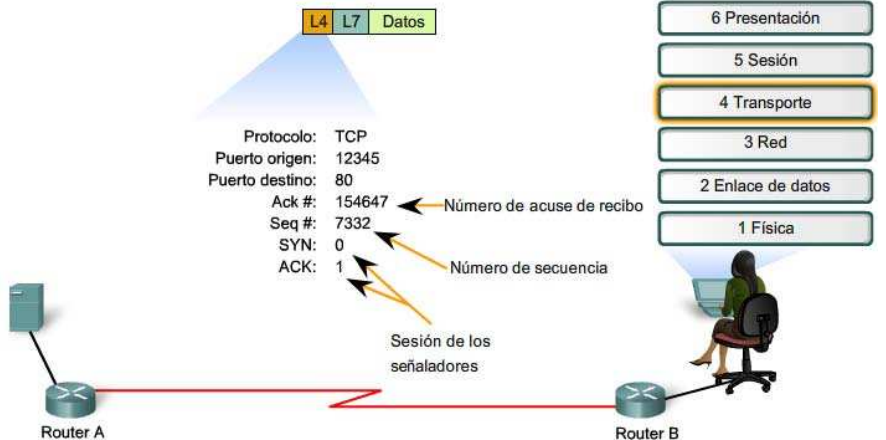 L4 L7 Datos
Protocolo: TCP
Puerto origen: 12345
Puerto destino: 80
Ack #: 154647
Seq #: 7332
SYN: 0
ACK: 1
Número de acuse de recibo
Número de secuencia
Sesión de los
señaladores
6 Presentación
5 Sesión
4 Transporte
3 Red
2 Enlace de datos
1 Física
Router A
Router B